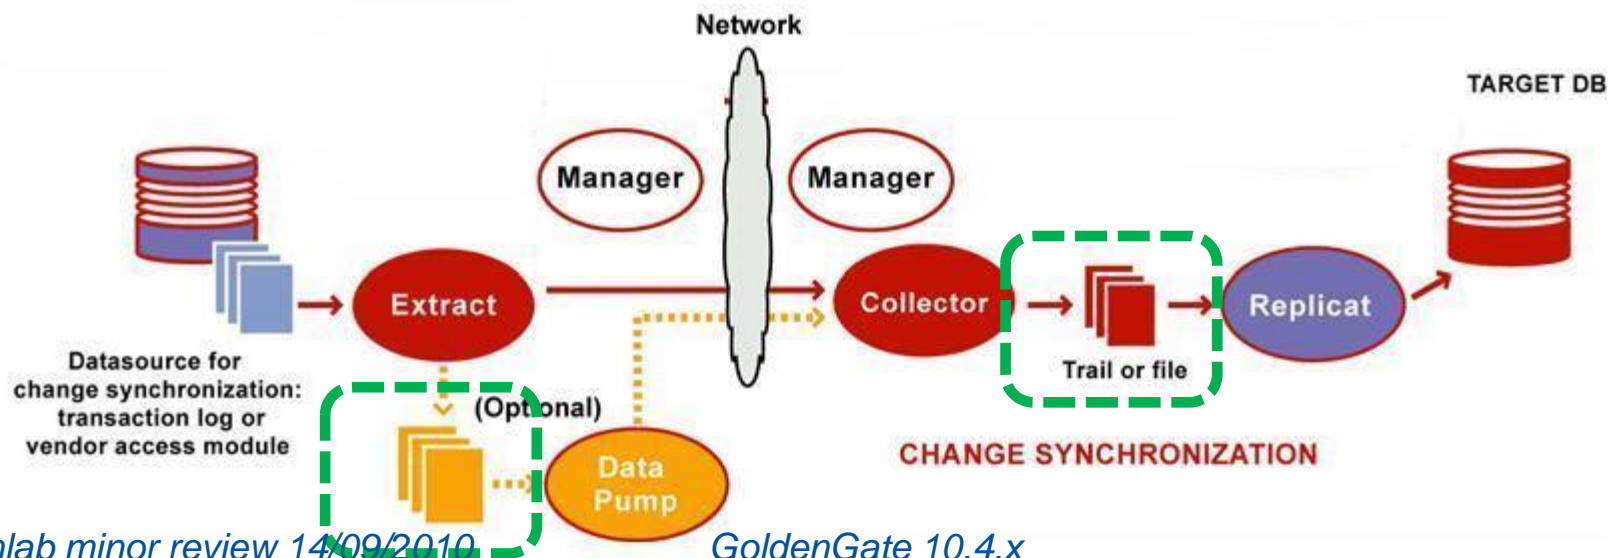 Network
TARGET DB
Manager
Manager
Extract
Collector
Replicat
Trail or file
Datasource for
change synchronization:
transaction log or
vendor access module
(Optional)
Data
Pump
CHANGE SYNCHRONIZATION
minor review 14/09/2010
GoldenGate 10.4.x